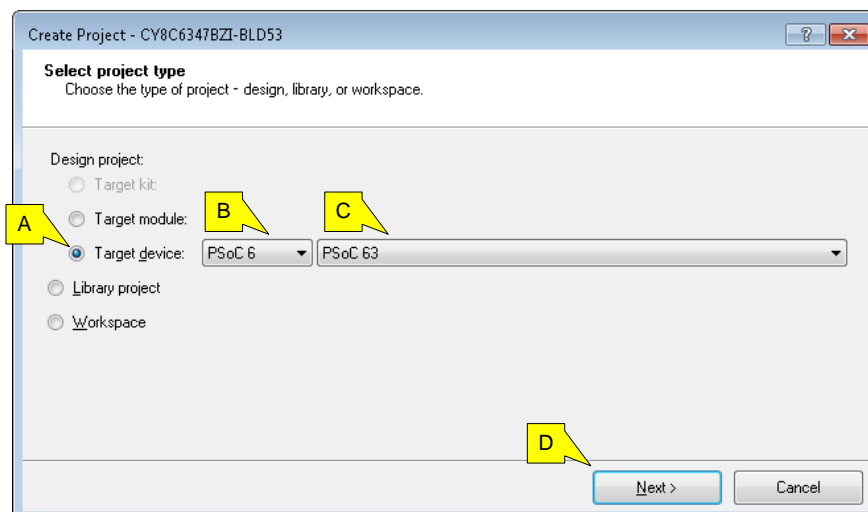 Create Project - CY8C6347BZI-BLD53
Select project type
Choose the type of project - design, library, or workspace.
Design project:
Target kit:
B
C
A
Target module:
Target device:
PSoC 6
PSoC 63
Library project
Workspace
D
Next >
Cancel